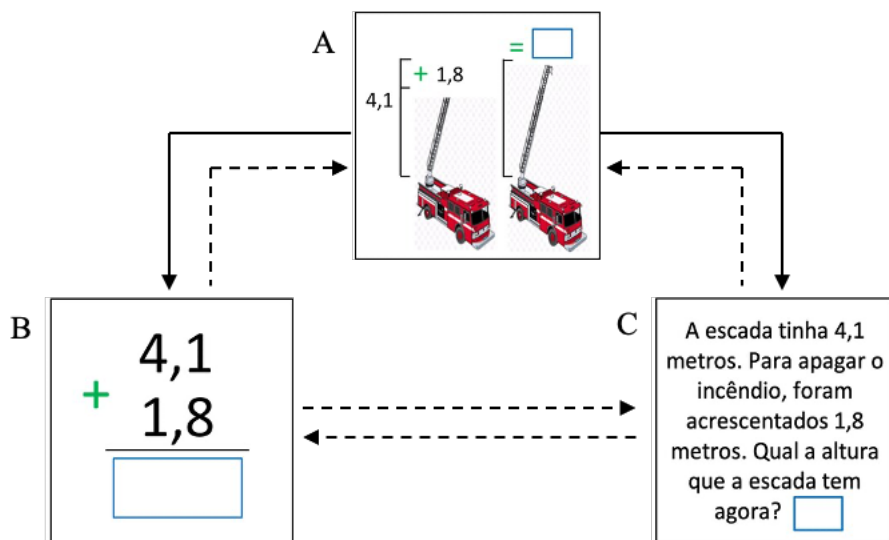 A
=
+ 1,8
4,1
B
4,1
+
1,8
C
A escada tinha 4,1
metros. Para apagar o
incêndio, foram
acrescentados 1,8
metros. Qual a altura
que a escada tem
agora?